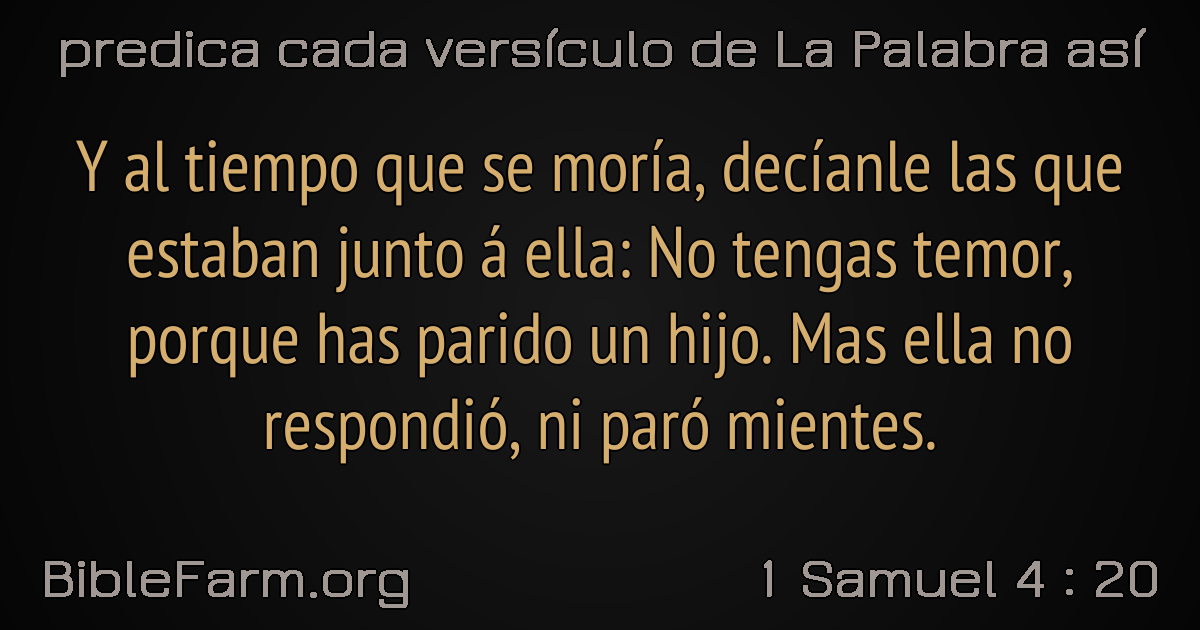 predica cada versículo de La Palabra así
Y al tiempo que se moría, decíanle las que
estaban junto á ella: No tengas temor,
porque has parido un hijo. Mas ella no
respondió, ni paró mientes.
BibleFarm.org
1 Samuel 4 : 20